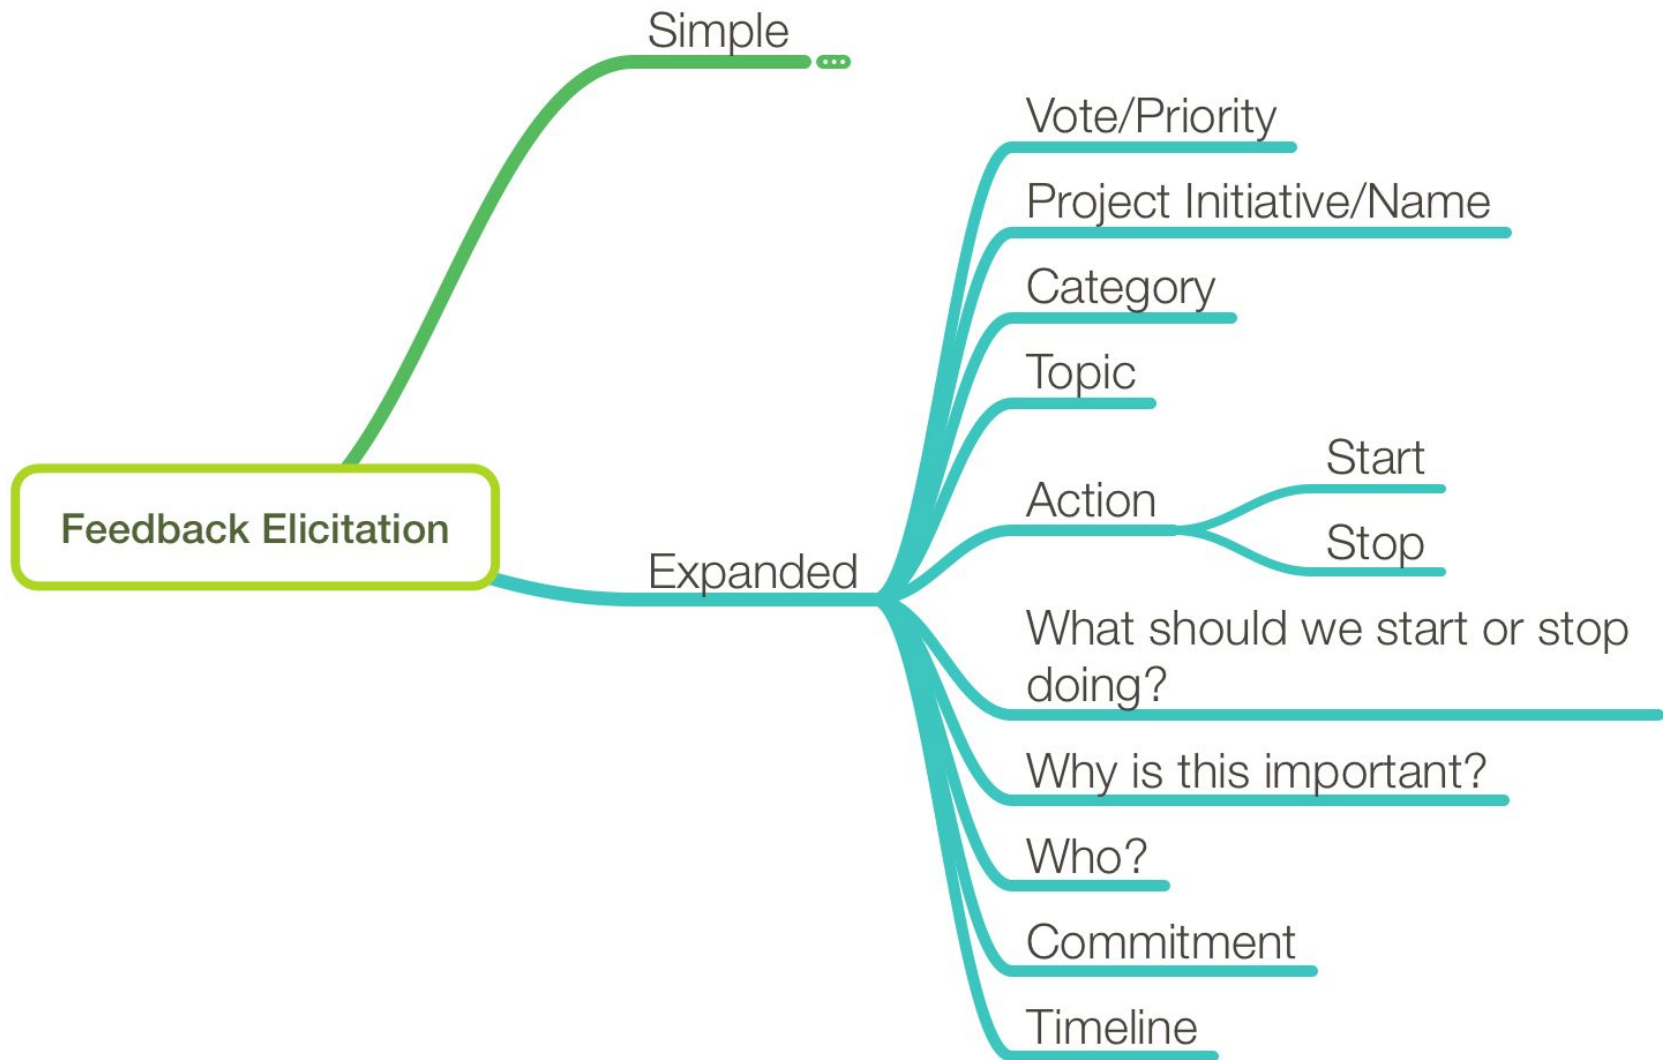 Simple
Vote/Priority
Project Initiative/Name
Category
Topic
Start
Action
Stop
Feedback Elicitation
Expanded
What should we start or stop
doing?
Why is this important?
Who?
Commitment
Timeline